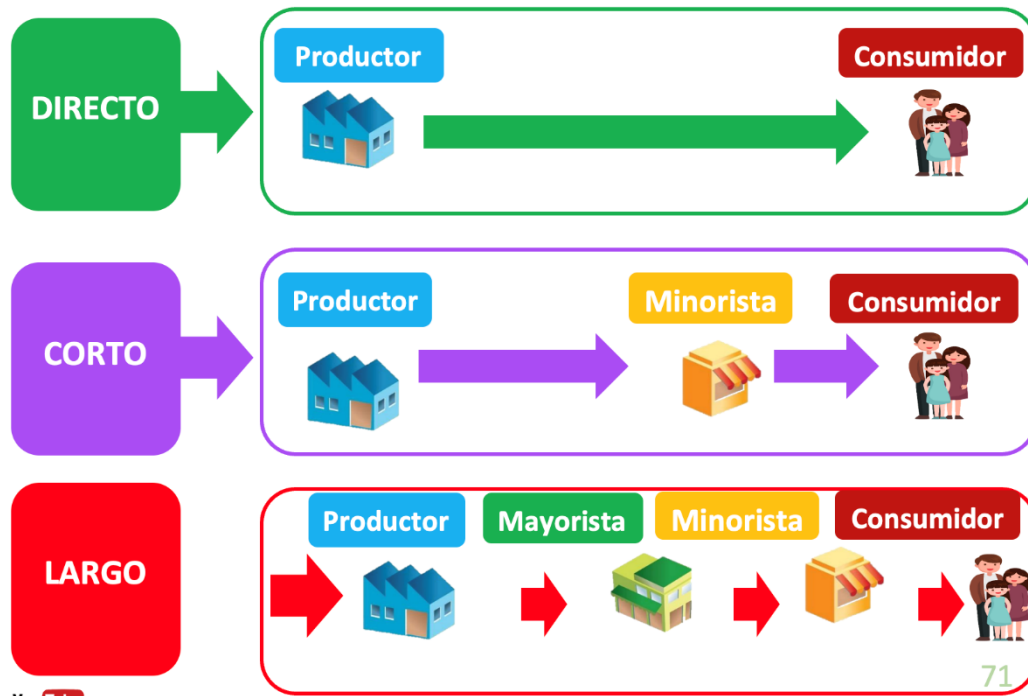 DIRECTO
Productor
Consumidor
CORTO
Productor
Minorista
Consumidor
LARGO
Productor
Mayorista
Minorista
Consumidor
71